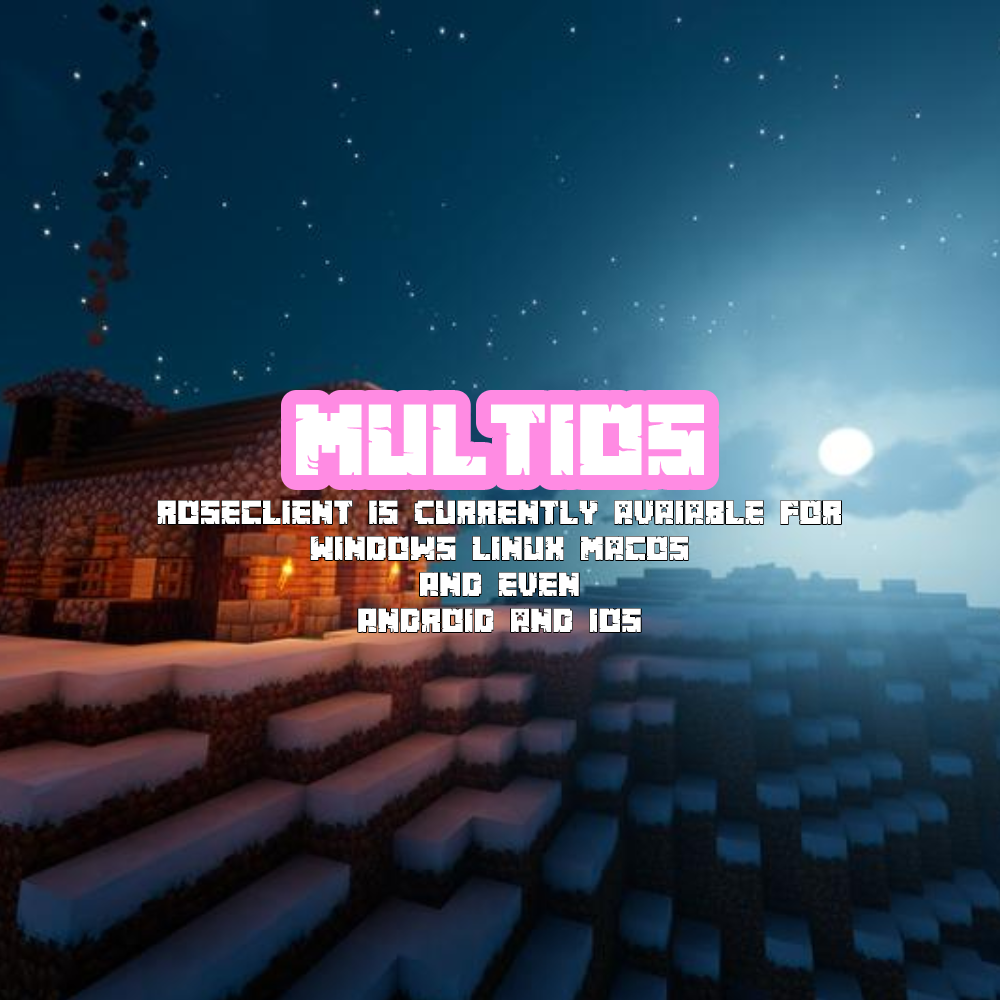 MULTIOS
ROSECLIENT IS CURRENTLY AVAIABLE FOR
WINDOWS LINUX MACOS
AND EVEN
ANDROID AND IOS